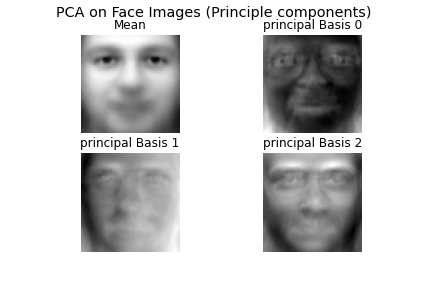 PCA on Face Images (Principle components)
Mean
principal Basis 0
principal Basis 1
principal Basis 2